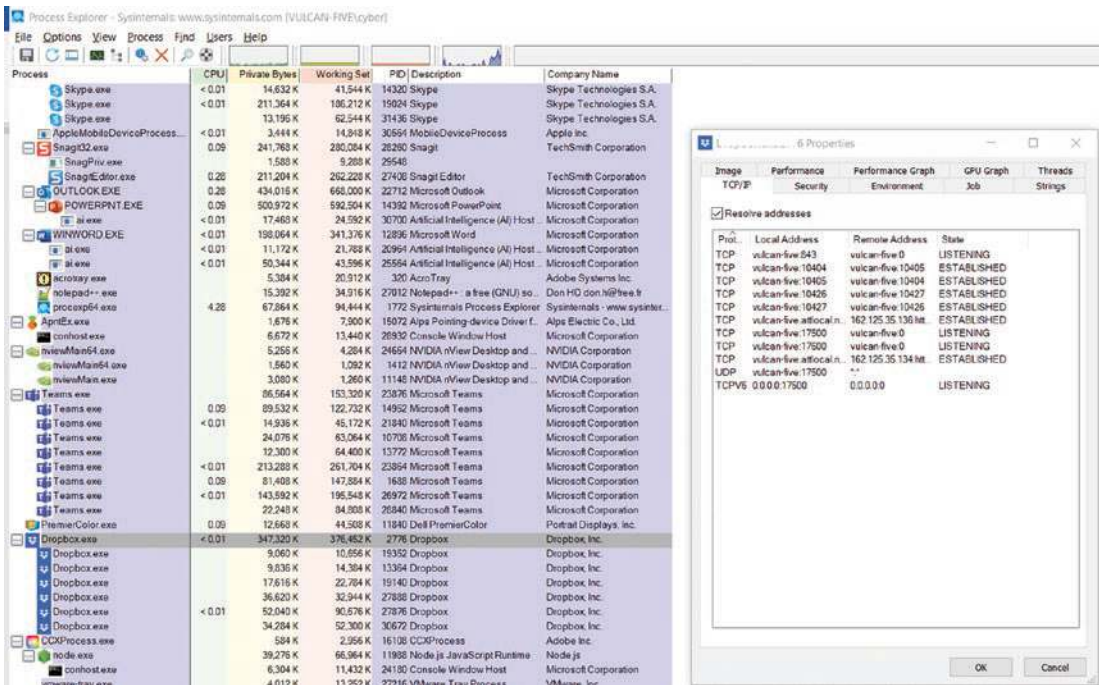 Process Explorer - Sysinternals: www.sysinternals.com [VULCAN-FIVE\cyber]
File Options View Process Find Users Help
Process CPU Private Bytes Working Set PID Description Company Name
Skype.exe < 0.01 14,632 K 41,544 K 14320 Skype Skype Technologies S.A.
Skype.exe < 0.01 211,364 K 186,212 K 19024 Skype Skype Technologies S.A.
Skype.exe 13,196 K 62,544 K 31436 Skype Skype Technologies S.A.
AppleMobileDeviceProcess... < 0.01 3,444 K 14,848 K 30564 MobileDeviceProcess Apple Inc.
Snagit32.exe 0.09 241,768 K 280,084 K 28260 Snagit TechSmith Corporation
SnagPriv.exe 1,588 K 9,288 K 29548
SnagitEditor.exe 0.28 211,204 K 262,228 K 27408 Snagit Editor TechSmith Corporation
OUTLOOK.EXE 0.28 434,016 K 668,000 K 22712 Microsoft Outlook Microsoft Corporation
POWERPNT.EXE 0.09 500,972 K 592,504 K 14392 Microsoft PowerPoint Microsoft Corporation
ai.exe < 0.01 17,468 K 24,592 K 30700 Artificial Intelligence (AI) Host ... Microsoft Corporation
WINWORD.EXE < 0.01 198,064 K 341,376 K 12896 Microsoft Word Microsoft Corporation
ai.exe < 0.01 11,172 K 21,788 K 20964 Artificial Intelligence (AI) Host ... Microsoft Corporation
ai.exe < 0.01 50,344 K 43,596 K 25564 Artificial Intelligence (AI) Host ... Microsoft Corporation
acrotray.exe 5,384 K 20,912 K 320 AcroTray Adobe Systems Inc.
notepad++.exe 15,392 K 34,916 K 27012 Notepad++ : a free (GNU) so... Don HO don.h@free.fr
procexp64.exe 4.28 67,864 K 94,444 K 1772 Sysinternals Process Explorer Sysinternals - www.sysinter...
ApntEx.exe 1,676 K 7,900 K 15072 Alps Pointing-device Driver f... Alps Electric Co., Ltd.
conhost.exe 6,672 K 13,440 K 28932 Console Window Host Microsoft Corporation
nviewMain64.exe 5,256 K 4,284 K 24664 NVIDIA nView Desktop and ... NVIDIA Corporation
nviewMain64.exe 1,560 K 1,092 K 1412 NVIDIA nView Desktop and ... NVIDIA Corporation
nviewMain.exe 3,080 K 1,260 K 11148 NVIDIA nView Desktop and ... NVIDIA Corporation
Teams.exe 86,564 K 153,320 K 23876 Microsoft Teams Microsoft Corporation
Teams.exe 0.09 89,532 K 122,732 K 14952 Microsoft Teams Microsoft Corporation
Teams.exe < 0.01 14,936 K 45,172 K 21840 Microsoft Teams Microsoft Corporation
Teams.exe 24,076 K 63,064 K 10708 Microsoft Teams Microsoft Corporation
Teams.exe 12,300 K 64,400 K 13772 Microsoft Teams Microsoft Corporation
Teams.exe < 0.01 213,288 K 261,704 K 23864 Microsoft Teams Microsoft Corporation
Teams.exe 0.09 81,408 K 147,884 K 1688 Microsoft Teams Microsoft Corporation
Teams.exe < 0.01 143,592 K 195,548 K 26972 Microsoft Teams Microsoft Corporation
Teams.exe 22,248 K 84,808 K 26840 Microsoft Teams Microsoft Corporation
PremierColor.exe 0.09 12,668 K 44,508 K 11840 Dell PremierColor Portrait Displays, Inc.
Dropbox.exe < 0.01 347,320 K 376,452 K 2776 Dropbox Dropbox, Inc.
Dropbox.exe 9,060 K 10,656 K 19352 Dropbox Dropbox, Inc.
Dropbox.exe 9,836 K 14,384 K 13364 Dropbox Dropbox, Inc.
Dropbox.exe 17,616 K 22,784 K 19140 Dropbox Dropbox, Inc.
Dropbox.exe 36,620 K 32,944 K 27888 Dropbox Dropbox, Inc.
Dropbox.exe < 0.01 52,040 K 90,676 K 27876 Dropbox Dropbox, Inc.
Dropbox.exe 34,284 K 52,300 K 30672 Dropbox Dropbox, Inc.
CCXProcess.exe 584 K 2,956 K 16108 CCXProcess Adobe Inc.
node.exe 39,276 K 66,964 K 11988 Node.js JavaScript Runtime Node.js
conhost.exe 6,304 K 11,432 K 24180 Console Window Host Microsoft Corporation
vmware-tray.exe 4,012 K 13,252 K 27216 VMware Tray Process VMware, Inc.
6 Properties
Image Performance Performance Graph GPU Graph Threads
TCP/IP Security Environment Job Strings
Resolve addresses
Prot... Local Address Remote Address State
TCP vulcan-five:843 vulcan-five:0 LISTENING
TCP vulcan-five:10404 vulcan-five:10405 ESTABLISHED
TCP vulcan-five:10405 vulcan-five:10404 ESTABLISHED
TCP vulcan-five:10426 vulcan-five:10427 ESTABLISHED
TCP vulcan-five:10427 vulcan-five:10426 ESTABLISHED
TCP vulcan-five.attlocal.n... 162.125.35.136:htt... ESTABLISHED
TCP vulcan-five:17500 vulcan-five:0 LISTENING
TCP vulcan-five:17600 vulcan-five:0 LISTENING
TCP vulcan-five.attlocal.n... 162.125.35.134:htt... ESTABLISHED
UDP vulcan-five:17500 *:*
TCPV6 0:0:0:0:17500 0:0:0:0:0 LISTENING
OK Cancel